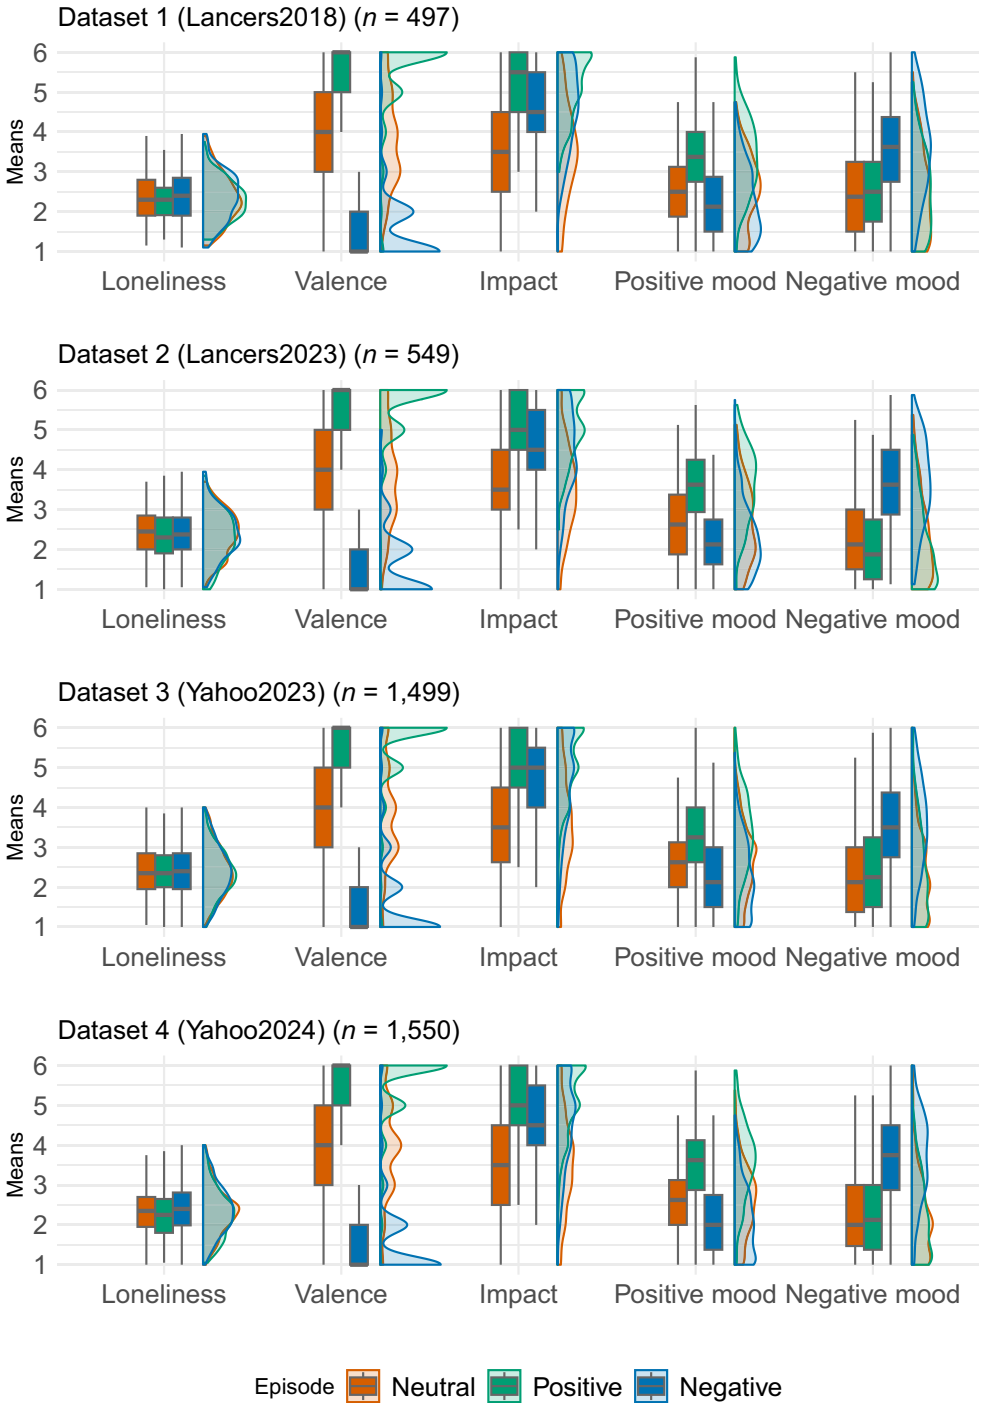 Dataset 1 (Lancers2018) (n = 497)
Means
6
5
4
3
2
1
Loneliness Valence Impact Positive mood Negative mood
Dataset 2 (Lancers2023) (n = 549)
Means
6
5
4
3
2
1
Loneliness Valence Impact Positive mood Negative mood
Dataset 3 (Yahoo2023) (n = 1,499)
Means
6
5
4
3
2
1
Loneliness Valence Impact Positive mood Negative mood
Dataset 4 (Yahoo2024) (n = 1,550)
Means
6
5
4
3
2
1
Loneliness Valence Impact Positive mood Negative mood
Episode Neutral Positive Negative